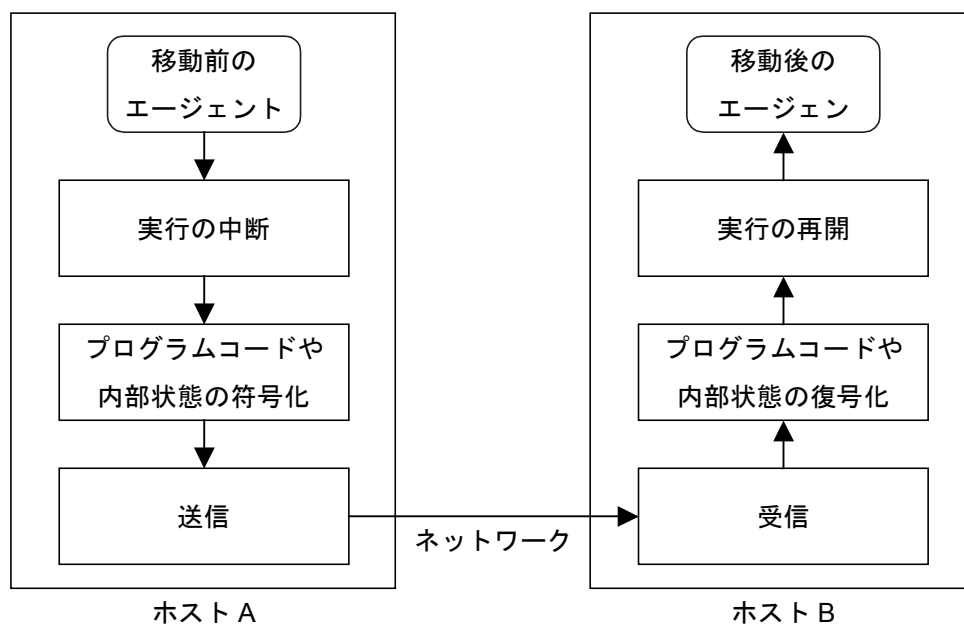 移動前の
エージェント
実行の中断
プログラムコードや
内部状態の符号化
送信
ホスト A
ネットワーク
移動後の
エージェン
実行の再開
プログラムコードや
内部状態の復号化
受信
ホスト B